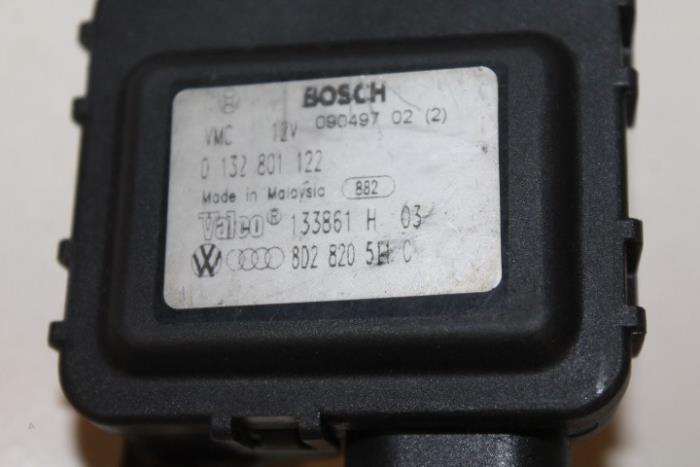 BOSCH
VMC 12V 090497 02 (2)
0 132 801 122
Made in Malaysia 882
Valeo® 133861 H 03
8D2 820 511 C